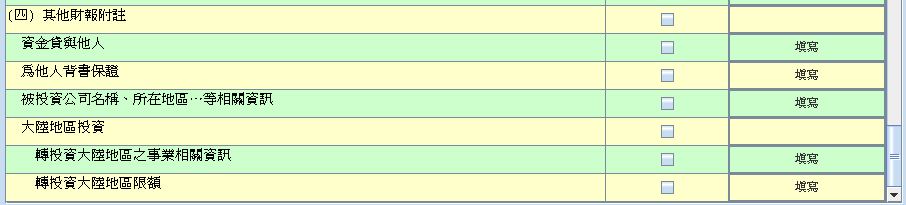 (四) 其他財報附註
資金貸與他人 填寫
為他人背書保證 填寫
被投資公司名稱、所在地區…等相關資訊 填寫
大陸地區投資
轉投資大陸地區之事業相關資訊 填寫
轉投資大陸地區限額 填寫